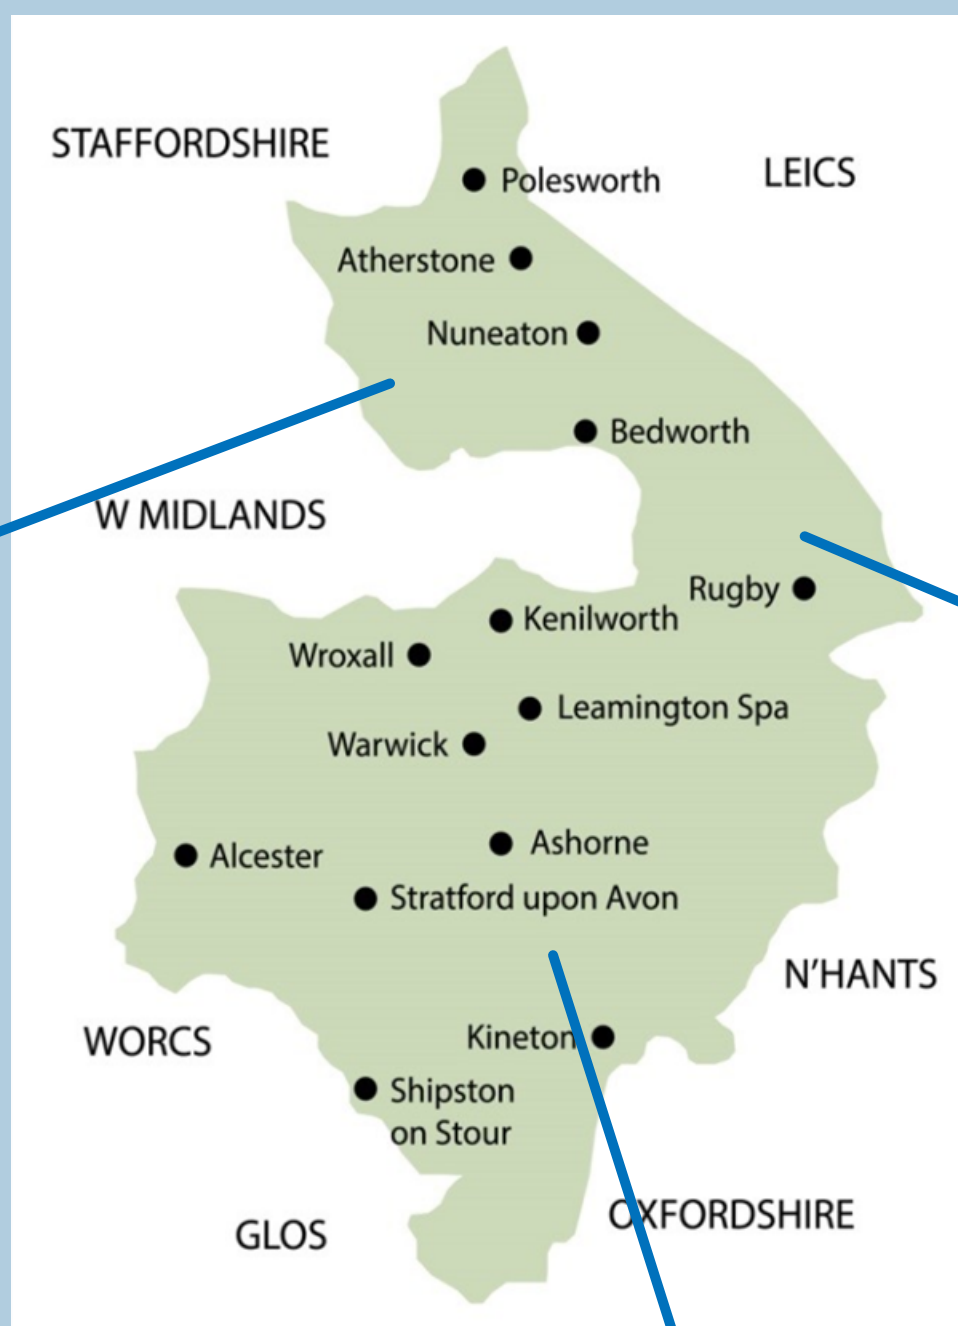 STAFFORDSHIRE
LEICS
Polesworth
Atherstone
Nuneaton
Bedworth
W MIDLANDS
Rugby
Kenilworth
Wroxall
Leamington Spa
Warwick
Ashorne
Alcester
Stratford upon Avon
N'HANTS
Kineton
WORCS
Shipston
on Stour
OXFORDSHIRE
GLOS